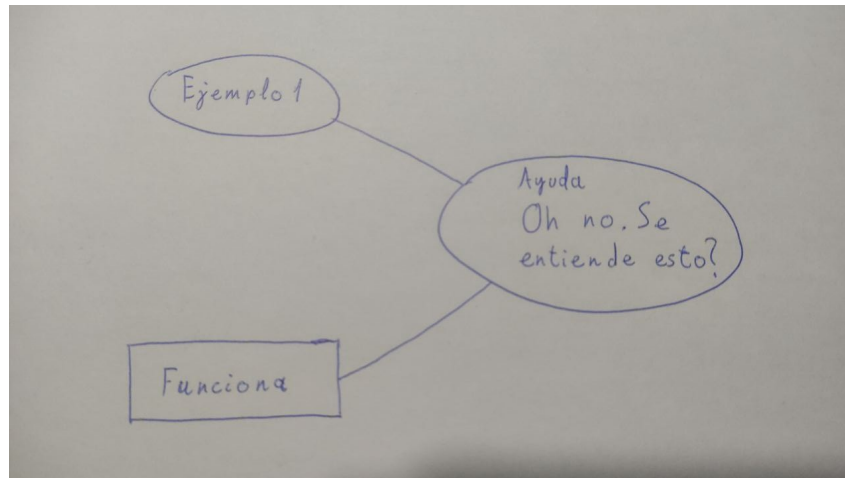 Ejemplo 1
Ayuda
Oh no. Se
entiende esto?
Funciona